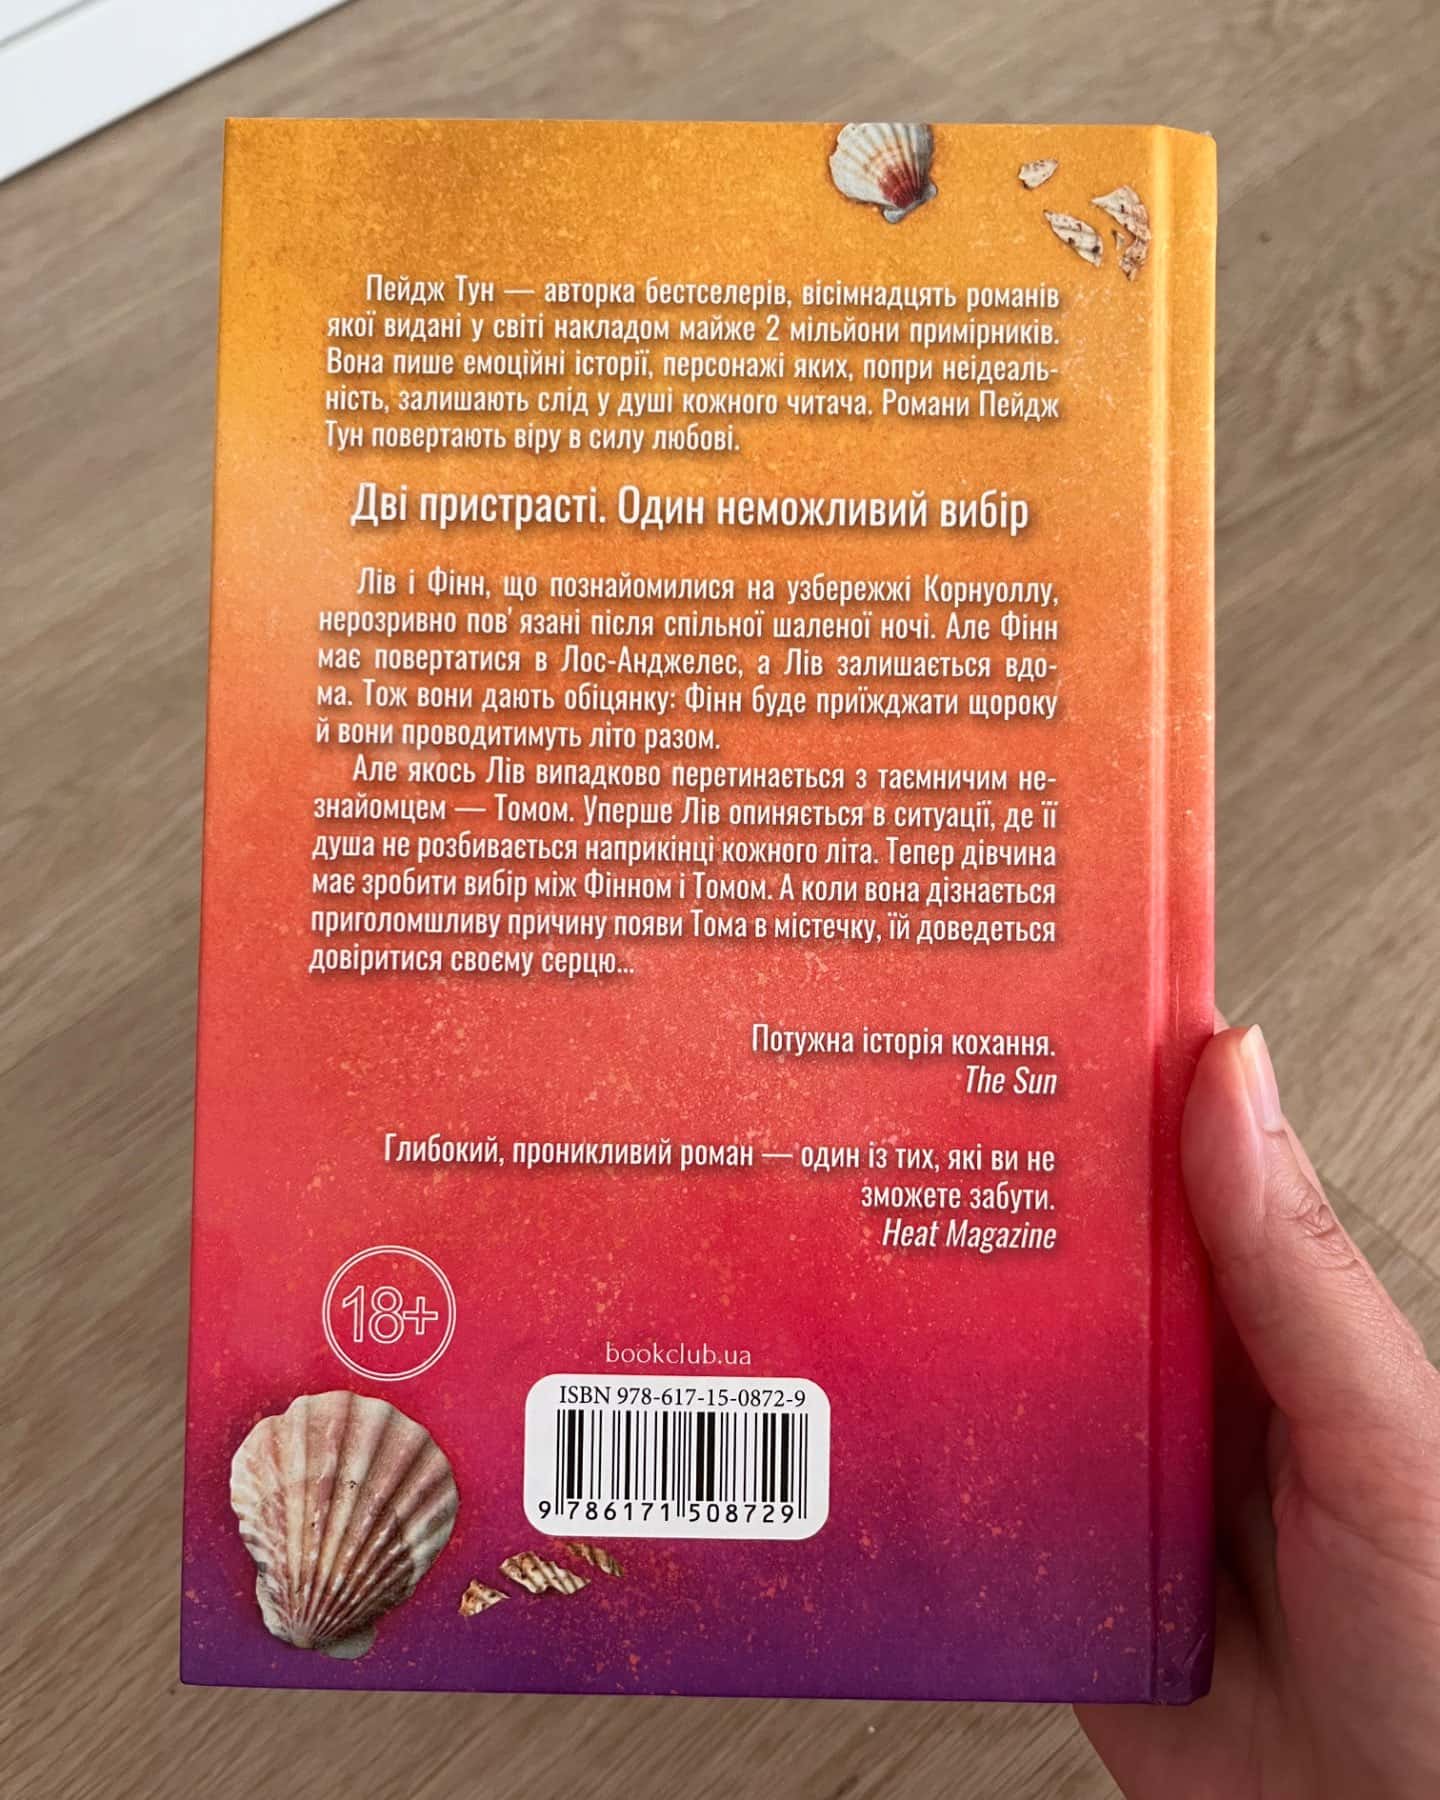 Пейдж Тун — авторка бестселерів, вісімнадцять романів
якої видані у світі накладом майже 2 мільйони примірників.
Вона пише емоційні історії, персонажі яких, попри неідеаль-
ність, залишають слід у душі кожного читача. Романи Пейдж
Тун повертають віру в силу любові.
Дві пристрасті. Один неможливий вибір
Лів і Фінн, що познайомилися на узбережжі Корнуоллу,
нерозривно пов'язані після спільної шаленої ночі. Але Фінн
має повертатися в Лос-Анджелес, а Лів залишається вдо-
ма. Тож вони дають обіцянку: Фінн буде приїжджати щороку
й вони проводитимуть літо разом.
Але якось Лів випадково перетинається з таємничим не-
знайомцем — Томом. Уперше Лів опиняється в ситуації, де її
душа не розбивається наприкінці кожного літа. Тепер дівчина
має зробити вибір між Фінном і Томом. А коли вона дізнається
приголомшливу причину появи Тома в містечку, їй доведеться
довіритися своєму серцю...
Потужна історія кохання.
The Sun
Глибокий, проникливий роман — один із тих, які ви не
зможете забути.
Heat Magazine
18+
bookclub.ua
ISBN 978-617-15-0872-9
9 786171 508729